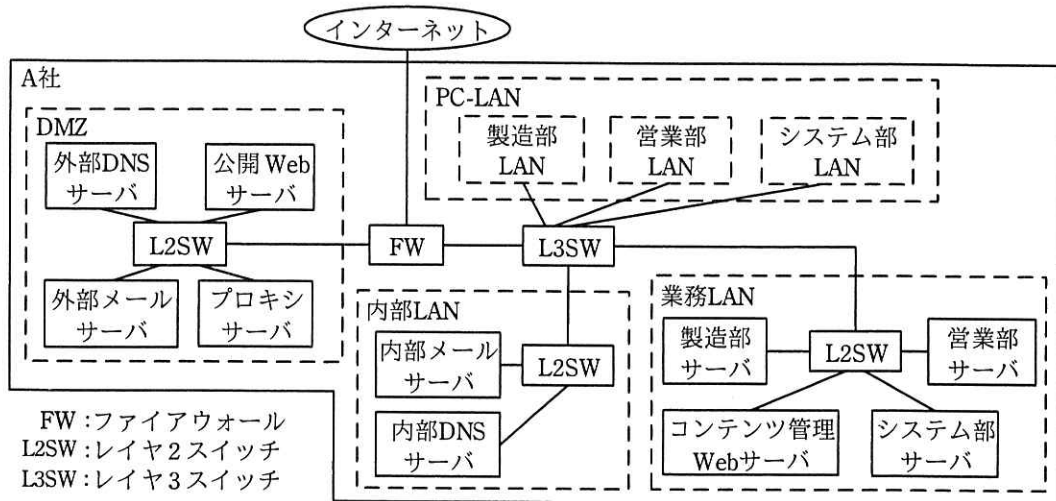 インターネット
A社
DMZ
外部DNS
サーバ
公開 Web
サーバ
L2SW
外部メール
サーバ
プロキシ
サーバ
FW
PC-LAN
製造部
LAN
営業部
LAN
システム部
LAN
L3SW
内部LAN
内部メール
サーバ
L2SW
内部DNS
サーバ
業務LAN
製造部
サーバ
L2SW
営業部
サーバ
コンテンツ管理
Webサーバ
システム部
サーバ
FW:ファイアウォール
L2SW:レイヤ2スイッチ
L3SW:レイヤ3スイッチ